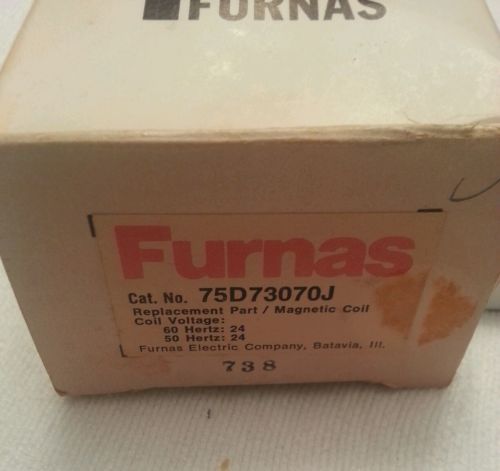 FURNAS
Furnas
Cat. No. 75D73070J
Replacement Part / Magnetic Coil
Coil Voltage:
60 Hertz: 24
50 Hertz: 24
Furnas Electric Company, Batavia, Ill.
738